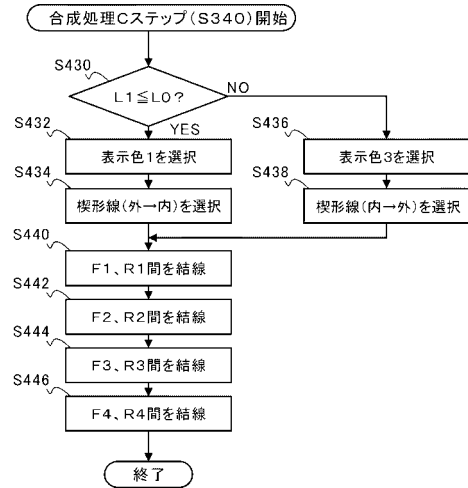 合成処理Cステップ(S340)開始
S430
L1≦L0?
NO
YES
S432
表示色1を選択
S436
表示色3を選択
S434
楔形線(外→内)を選択
S438
楔形線(内→外)を選択
S440
F1、R1間を結線
S442
F2、R2間を結線
S444
F3、R3間を結線
S446
F4、R4間を結線
終了